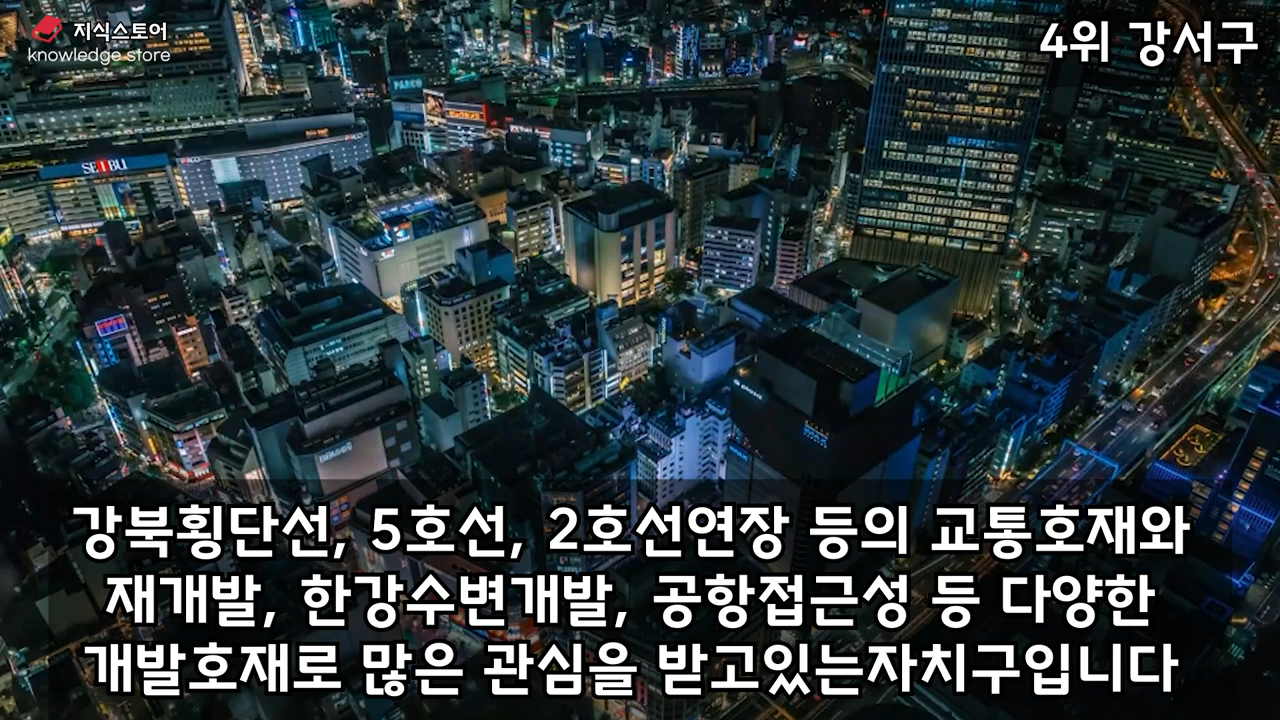 지식스토어
knowledge store
4위 강서구
PARCO
SEIBU
강북횡단선, 5호선, 2호선연장 등의 교통호재와
재개발, 한강수변개발, 공항접근성 등 다양한
개발호재로 많은 관심을 받고있는자치구입니다